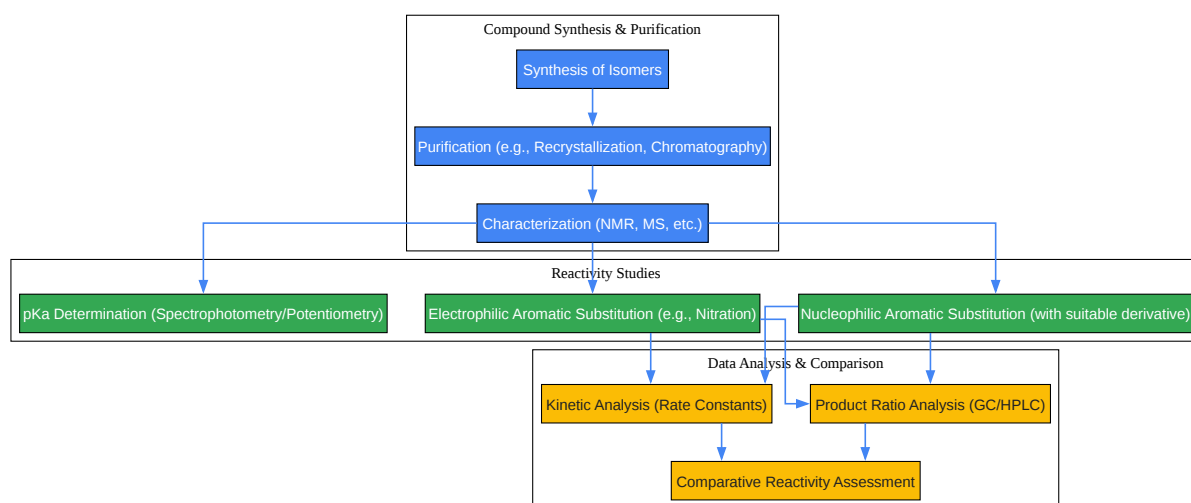 Compound Synthesis & Purification
Synthesis of Isomers
Purification (e.g., Recrystallization, Chromatography)
Characterization (NMR, MS, etc.)
Reactivity Studies
pKa Determination (Spectrophotometry/Potentiometry)
Electrophilic Aromatic Substitution (e.g., Nitration)
Nucleophilic Aromatic Substitution (with suitable derivative)
Data Analysis & Comparison
Kinetic Analysis (Rate Constants)
Product Ratio Analysis (GC/HPLC)
Comparative Reactivity Assessment